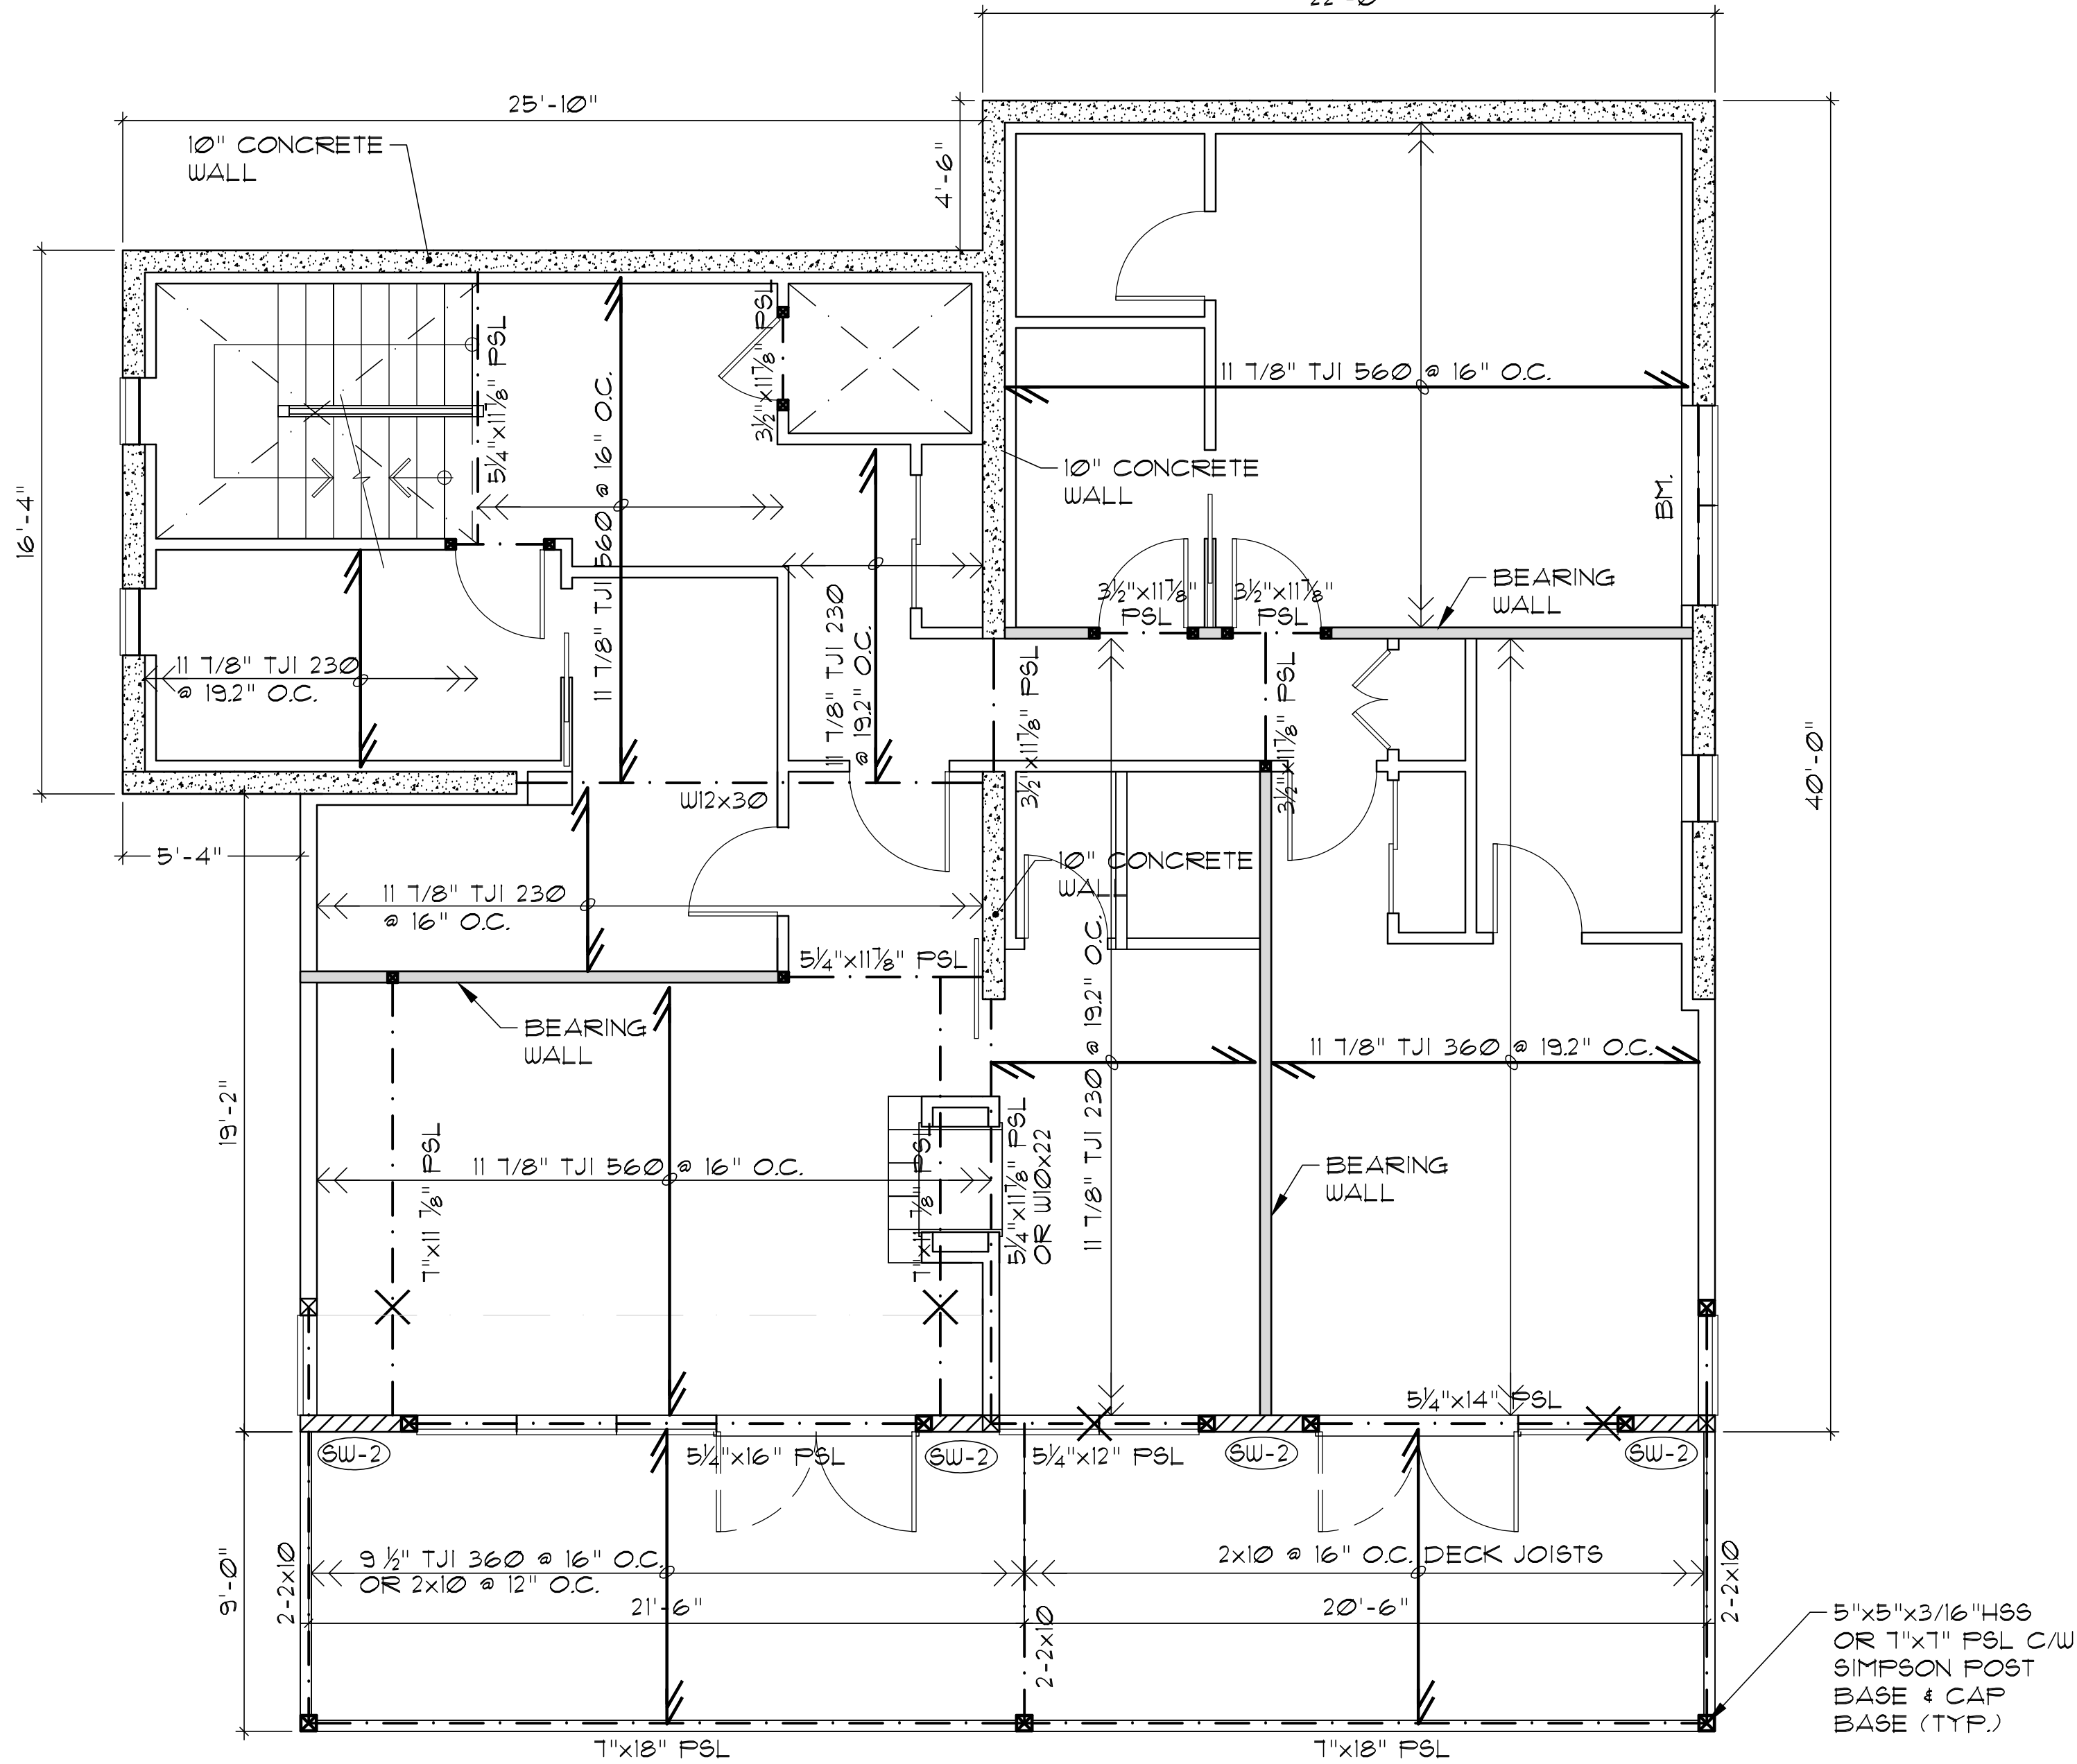 22'-0"
25'-10"
10" CONCRETE
WALL
4'-6"
16'-4"
5¼"x11⅞" PSL
11 7/8" TJI 560 @ 16" O.C.
3½"x11⅞" PSL
11 7/8" TJI 560 @ 16" O.C.
10" CONCRETE
WALL
BM.
BEARING
WALL
3½"x11⅞"
PSL
3½"x11⅞"
PSL
11 7/8" TJI 230
@ 19.2" O.C.
11 7/8" TJI 230
@ 19.2" O.C.
3½"x11⅞" PSL
3½"x11⅞" PSL
40'-0"
W12x30
5'-4"
10" CONCRETE
WALL
11 7/8" TJI 230
@ 16" O.C.
5¼"x11⅞" PSL
BEARING
WALL
11 7/8" TJI 230 @ 19.2" O.C.
11 7/8" TJI 360 @ 19.2" O.C.
19'-2"
7"x11 ⅞" PSL
11 7/8" TJI 560 @ 16" O.C.
7"x11 ⅞" PSL
5¼"x11⅞" PSL
OR W10x22
BEARING
WALL
5¼"x14" PSL
SW-2
5¼"x16" PSL
SW-2
5¼"x12" PSL
SW-2
SW-2
9'-0"
2-2x10
9 ½" TJI 360 @ 16" O.C.
OR 2x10 @ 12" O.C.
2x10 @ 16" O.C. DECK JOISTS
2-2x10
21'-6"
20'-6"
2-2x10
5"x5"x3/16"HSS
OR 7"x7" PSL C/W
SIMPSON POST
BASE & CAP
BASE (TYP.)
7"x18" PSL
7"x18" PSL